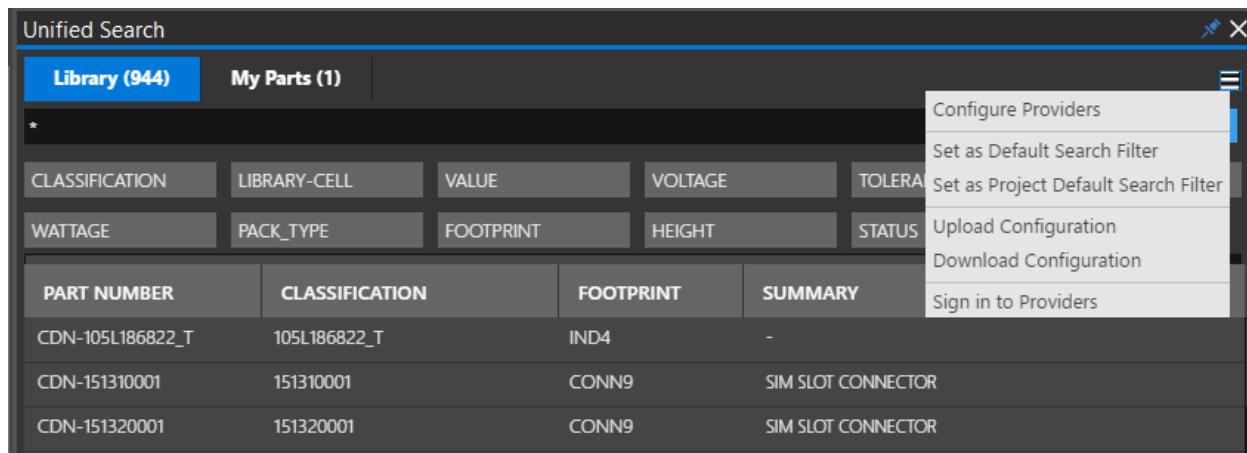 Unified Search
Library (944) My Parts (1)
*
Configure Providers
Set as Default Search Filter
Set as Project Default Search Filter
Upload Configuration
Download Configuration
Sign in to Providers
CLASSIFICATION LIBRARY-CELL VALUE VOLTAGE TOLERA
WATTAGE PACK_TYPE FOOTPRINT HEIGHT STATUS
PART NUMBER CLASSIFICATION FOOTPRINT SUMMARY
CDN-105L186822_T 105L186822_T IND4 -
CDN-151310001 151310001 CONN9 SIM SLOT CONNECTOR
CDN-151320001 151320001 CONN9 SIM SLOT CONNECTOR